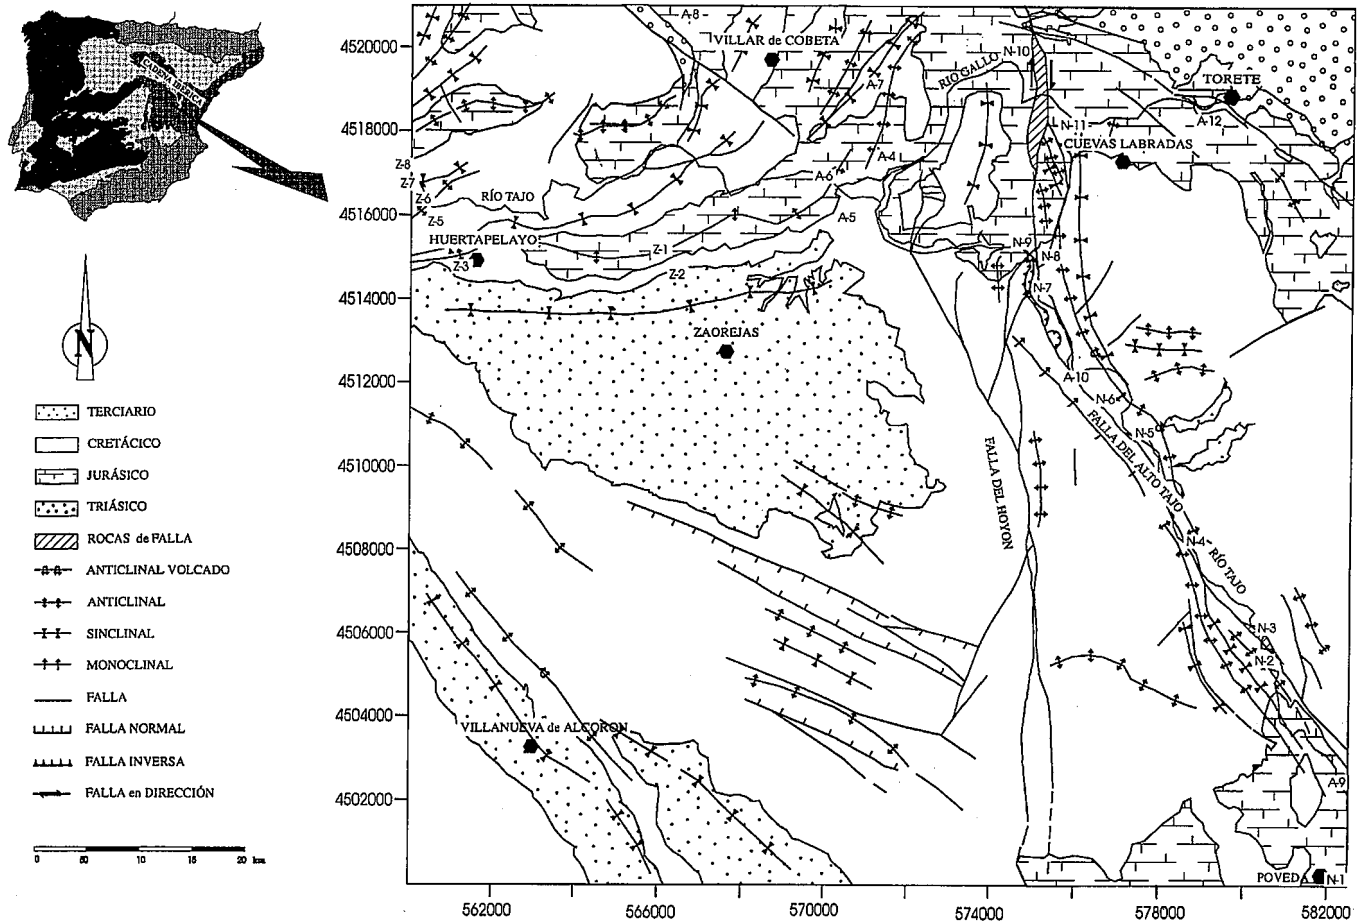 CADENA IBÉRICA
N
TERCIARIO
CRETÁCICO
JURÁSICO
TRIÁSICO
ROCAS de FALLA
ANTICLINAL VOLCADO
ANTICLINAL
SINCLINAL
MONOCLINAL
FALLA
FALLA NORMAL
FALLA INVERSA
FALLA en DIRECCIÓN
10
15
20
km
4520000
4518000
4516000
4514000
4512000
4510000
4508000
4506000
4504000
4502000
562000
566000
570000
574000
578000
582000
A-8
VILLAR de COBETA
N-10
RIO GALLO
A-7
TORETE
A-12
N-11
CUEVAS LABRADAS
A-4
A-6
Z-8
Z-7
Z-6
RÍO TAJO
Z-5
A-5
HUERTAPELAYO
Z-1
N-9
N-8
Z-3
Z-2
N-7
ZAOREJAS
A-10
N-6
FALLA DEL ALTO TAJO
N-5
FALLA DEL HOYON
N-4
RÍO TAJO
N-3
N-2
VILLANUEVA de ALCORON
A-9
POVEDA
N-1